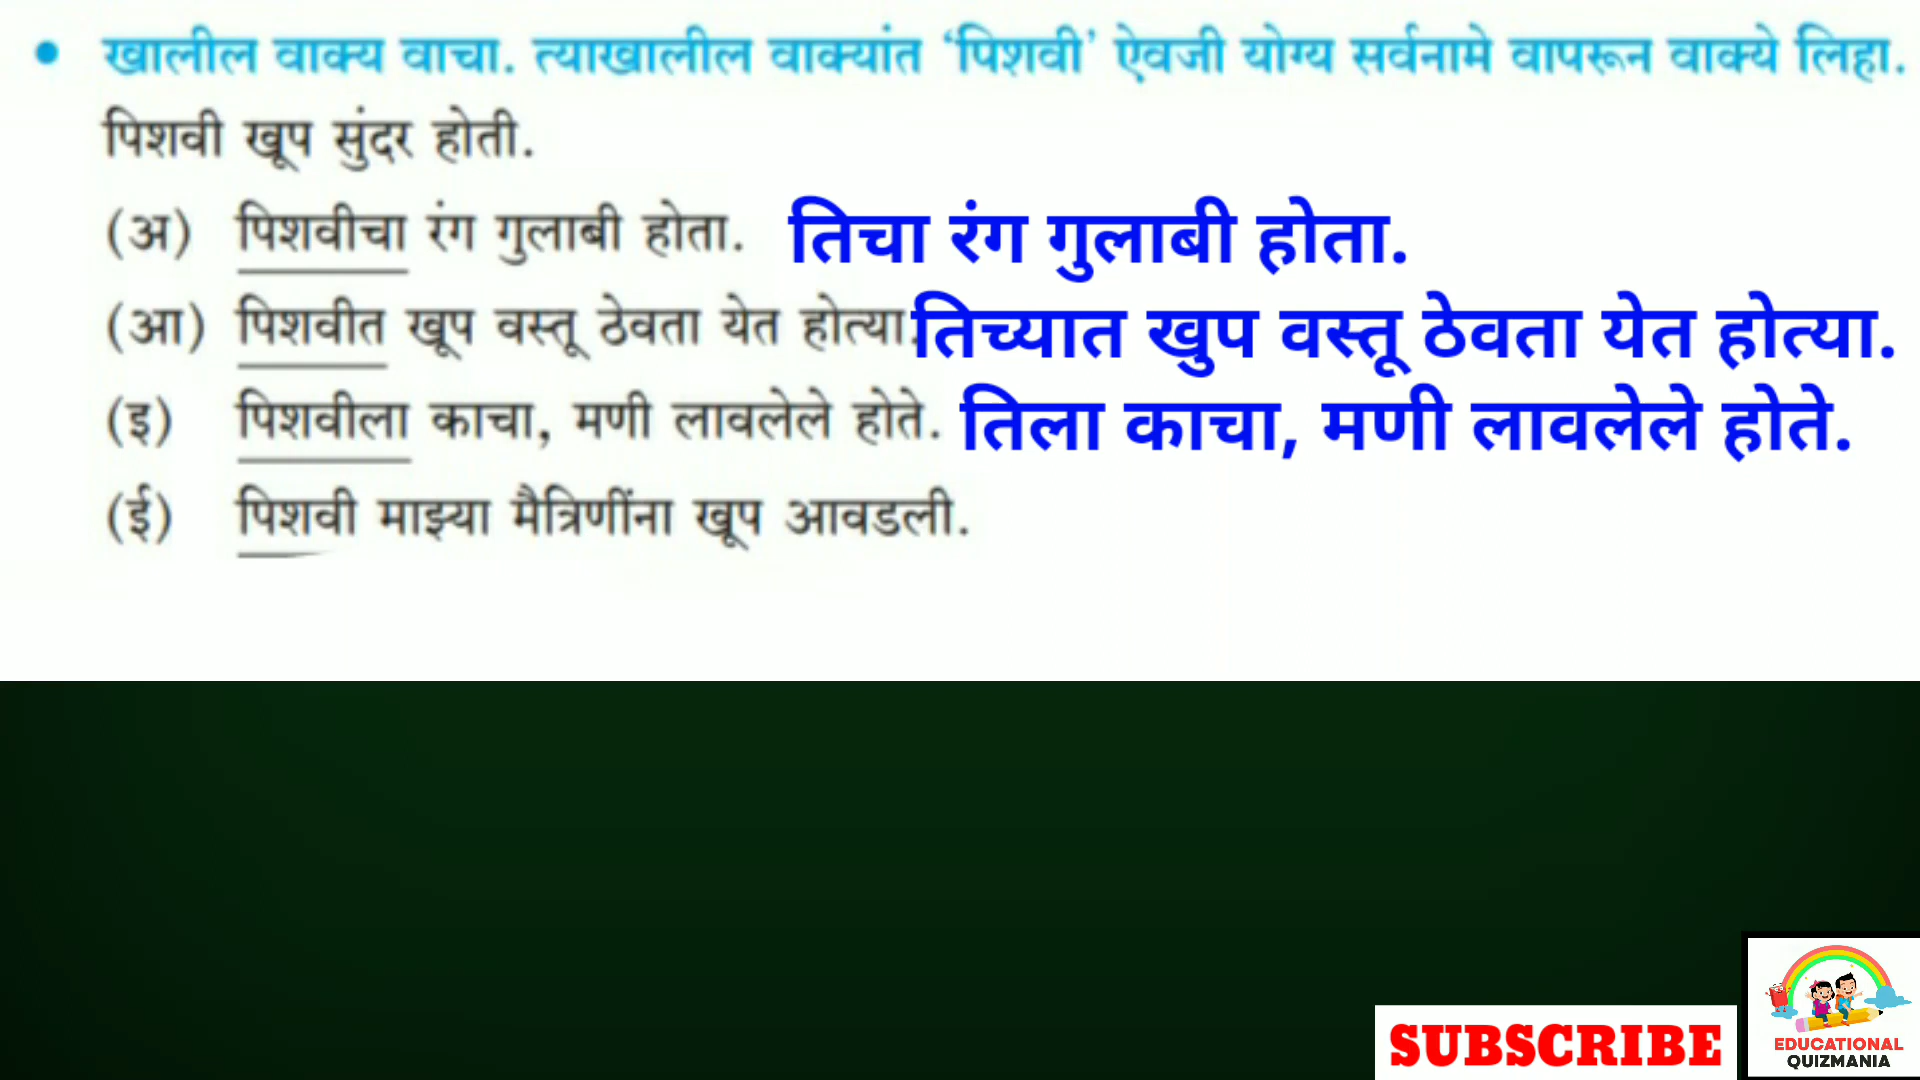 • खालील वाक्य वाचा. त्याखालील वाक्यांत ‘पिशवी’ ऐवजी योग्य सर्वनामे वापरून वाक्ये लिहा.
पिशवी खूप सुंदर होती.
(अ) पिशवीचा रंग गुलाबी होता. तिचा रंग गुलाबी होता.
(आ) पिशवीत खूप वस्तू ठेवता येत होत्या. तिच्यात खुप वस्तू ठेवता येत होत्या.
(इ) पिशवीला काचा, मणी लावलेले होते. तिला काचा, मणी लावलेले होते.
(ई) पिशवी माझ्या मैत्रिणींना खूप आवडली.
SUBSCRIBE
EDUCATIONAL
QUIZMANIA